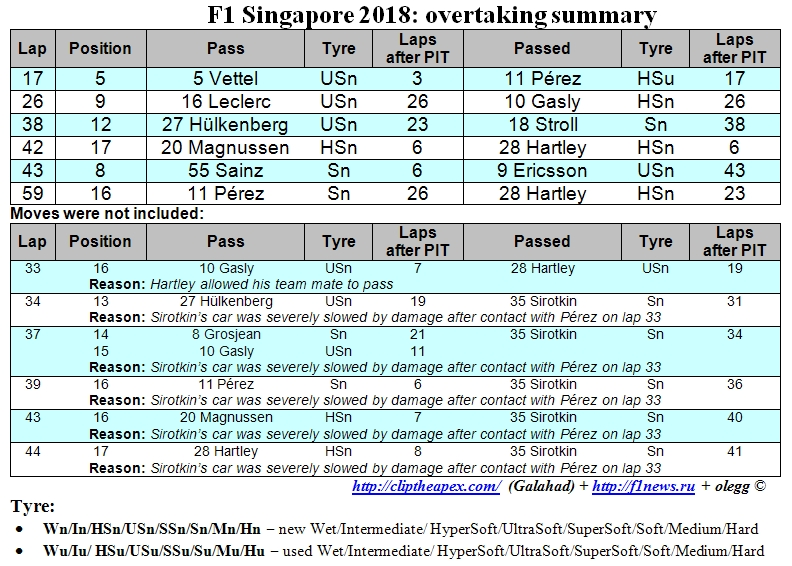 F1 Singapore 2018: overtaking summary
Lap Position Pass Tyre Laps after PIT Passed Tyre Laps after PIT
17 5 5 Vettel USn 3 11 Pérez HSu 17
26 9 16 Leclerc USn 26 10 Gasly HSn 26
38 12 27 Hülkenberg USn 23 18 Stroll Sn 38
42 17 20 Magnussen HSn 6 28 Hartley HSn 6
43 8 55 Sainz Sn 6 9 Ericsson USn 43
59 16 11 Pérez Sn 26 28 Hartley HSn 23
Moves were not included:
Lap Position Pass Tyre Laps after PIT Passed Tyre Laps after PIT
33 16 10 Gasly USn 7 28 Hartley USn 19
Reason: Hartley allowed his team mate to pass
34 13 27 Hülkenberg USn 19 35 Sirotkin Sn 31
Reason: Sirotkin's car was severely slowed by damage after contact with Pérez on lap 33
37 14 8 Grosjean Sn 21 35 Sirotkin Sn 34
15 10 Gasly USn 11
Reason: Sirotkin's car was severely slowed by damage after contact with Pérez on lap 33
39 16 11 Pérez Sn 6 35 Sirotkin Sn 36
Reason: Sirotkin's car was severely slowed by damage after contact with Pérez on lap 33
43 16 20 Magnussen HSn 7 35 Sirotkin Sn 40
Reason: Sirotkin's car was severely slowed by damage after contact with Pérez on lap 33
44 17 28 Hartley HSn 8 35 Sirotkin Sn 41
Reason: Sirotkin's car was severely slowed by damage after contact with Pérez on lap 33
http://cliptheapex.com/ (Galahad) + http://f1news.ru + olegg ©
Tyre:
• Wn/In/HSn/USn/SSn/Sn/Mn/Hn – new Wet/Intermediate/ HyperSoft/UltraSoft/SuperSoft/Soft/Medium/Hard
• Wu/Iu/ HSu/USu/SSu/Su/Mu/Hu – used Wet/Intermediate/ HyperSoft/UltraSoft/SuperSoft/Soft/Medium/Hard